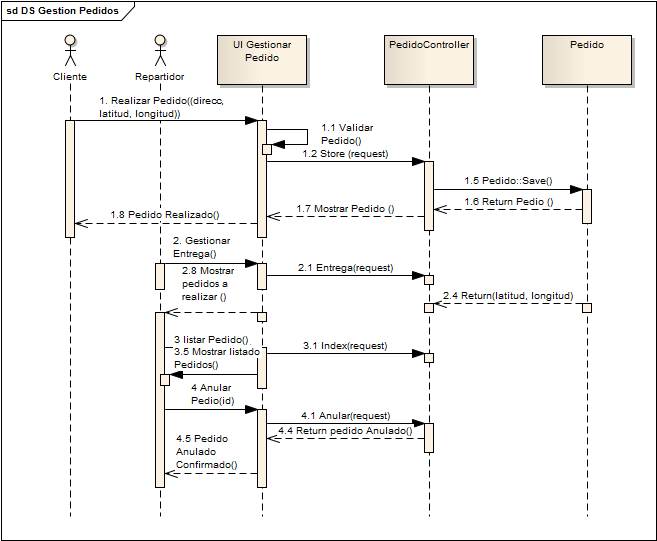 sd DS Gestion Pedidos
Cliente
Repartidor
UI Gestionar
Pedido
PedidoController
Pedido
1. Realizar Pedido((direcc,
latitud, longitud))
1.1 Validar
Pedido()
1.2 Store (request)
1.5 Pedido::Save()
1.6 Return Pedio ()
1.7 Mostrar Pedido ()
1.8 Pedido Realizado()
2. Gestionar
Entrega()
2.1 Entrega(request)
2.8 Mostrar
pedidos a
realizar ()
2.4 Return(latitud, longitud)
3 listar Pedido()
3.1 Index(request)
3.5 Mostrar listado
Pedidos()
4 Anular
Pedio(id)
4.1 Anular(request)
4.4 Return pedido Anulado()
4.5 Pedido
Anulado
Confirmado()